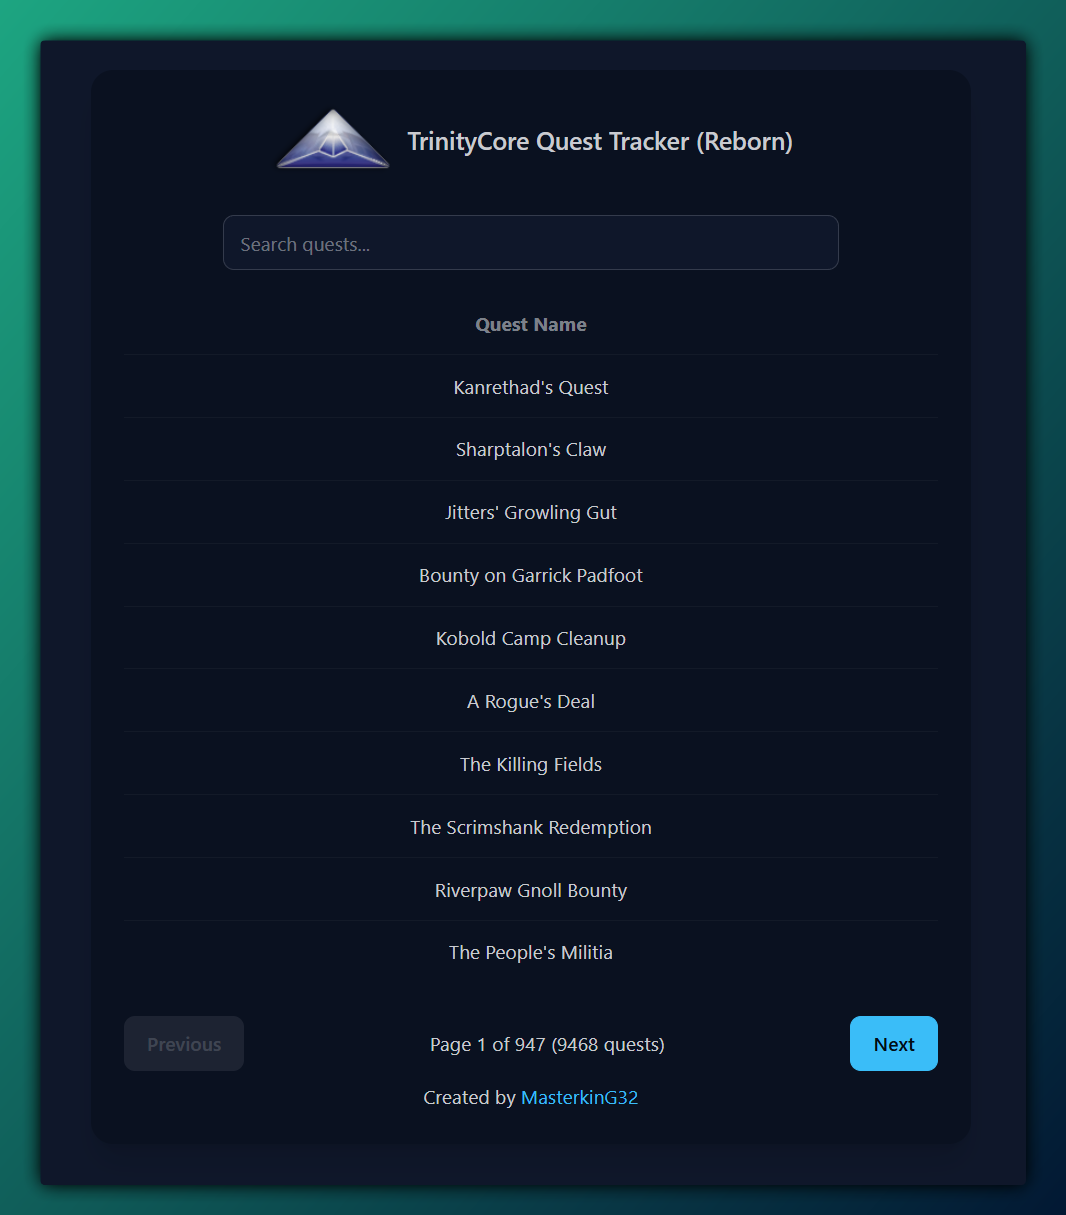 TrinityCore Quest Tracker (Reborn)
Search quests...
Quest Name
Kanrethad's Quest
Sharptalon's Claw
Jitters' Growling Gut
Bounty on Garrick Padfoot
Kobold Camp Cleanup
A Rogue's Deal
The Killing Fields
The Scrimshank Redemption
Riverpaw Gnoll Bounty
The People's Militia
Previous
Page 1 of 947 (9468 quests)
Next
Created by MasterkinG32